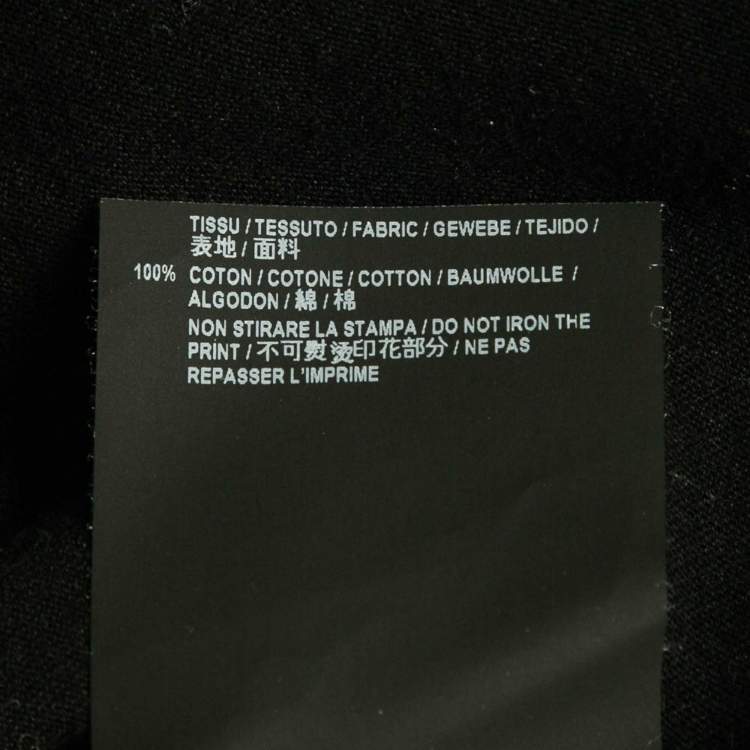 TISSU / TESSUTO / FABRIC / GEWEBE / TEJIDO /
表地 / 面料
100% COTON / COTONE / COTTON / BAUMWOLLE /
ALGODON / 綿 / 棉
NON STIRARE LA STAMPA / DO NOT IRON THE
PRINT / 不可熨烫印花部分 / NE PAS
REPASSER L'IMPRIME